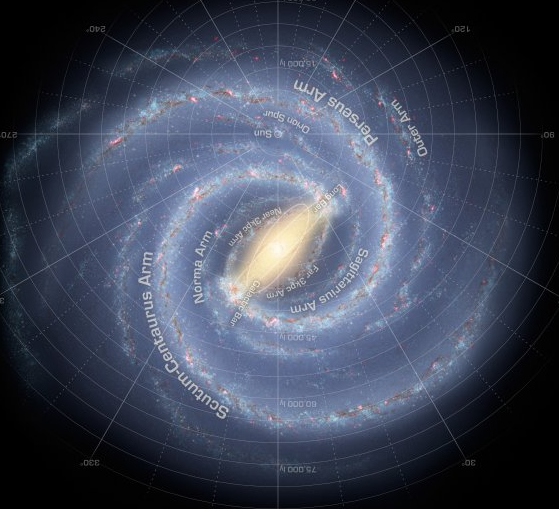 240°
120°
15,000 ly
Perseus Arm
Outer Arm
Orion Spur
Sun
270°
90°
Long Bar
Near 3kpc Arm
Norma Arm
Sagittarius Arm
Far 3kpc Arm
Galactic Bar
Scutum-Centaurus Arm
45,000 ly
60,000 ly
75,000 ly
330°
30°